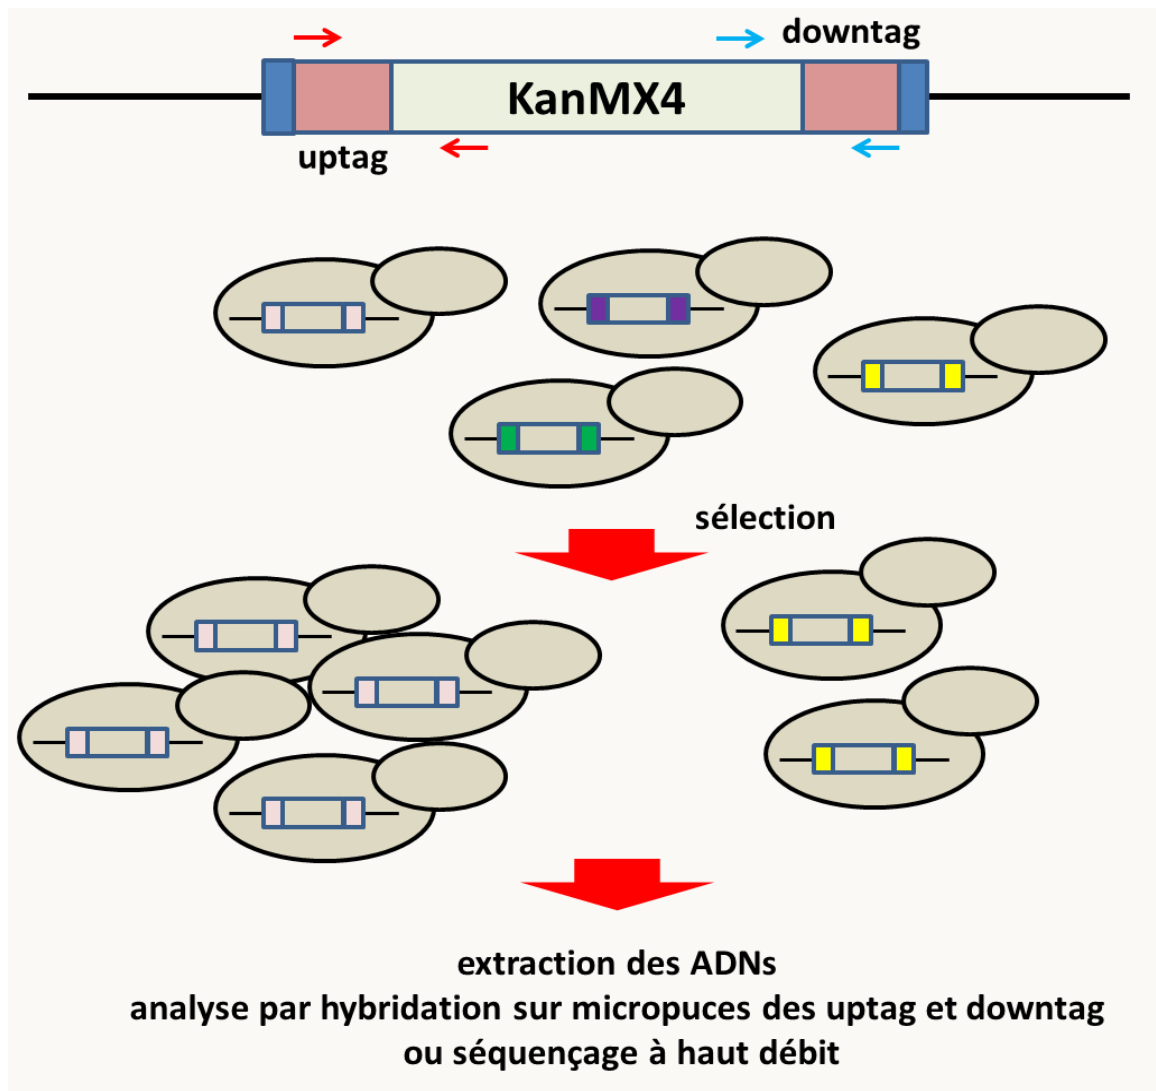 downtag
KanMX4
uptag
sélection
extraction des ADNs
analyse par hybridation sur micropuces des uptag et downtag
ou séquençage à haut débit